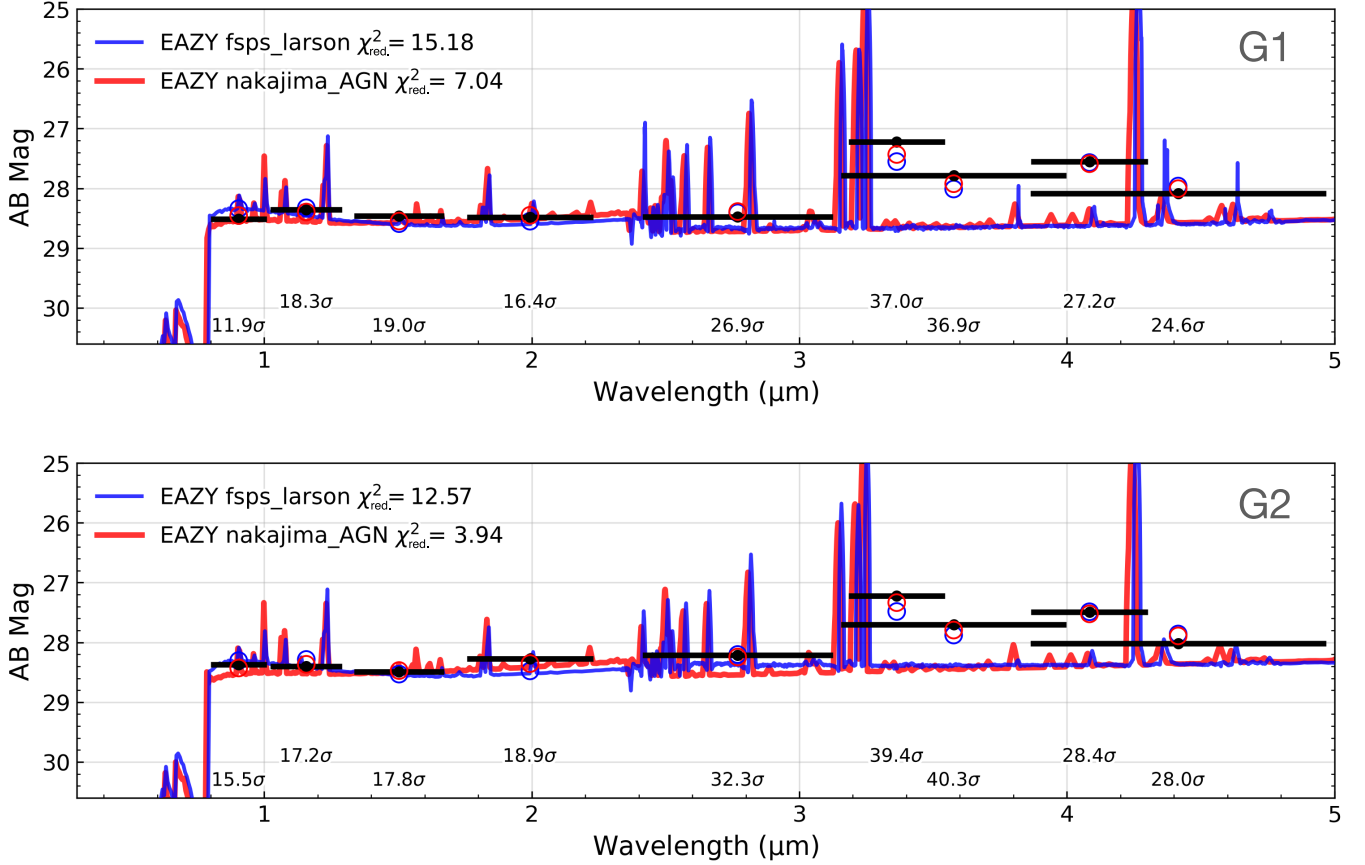 25
26
27
28
29
30
AB Mag
EAZY fsps_larson χ²red.= 15.18
EAZY nakajima_AGN χ²red.= 7.04
G1
18.3σ
16.4σ
37.0σ
27.2σ
11.9σ
19.0σ
26.9σ
36.9σ
24.6σ
1
2
3
4
5
Wavelength (μm)
25
26
27
28
29
30
AB Mag
EAZY fsps_larson χ²red.= 12.57
EAZY nakajima_AGN χ²red.= 3.94
G2
17.2σ
18.9σ
39.4σ
28.4σ
15.5σ
17.8σ
32.3σ
40.3σ
28.0σ
1
2
3
4
5
Wavelength (μm)